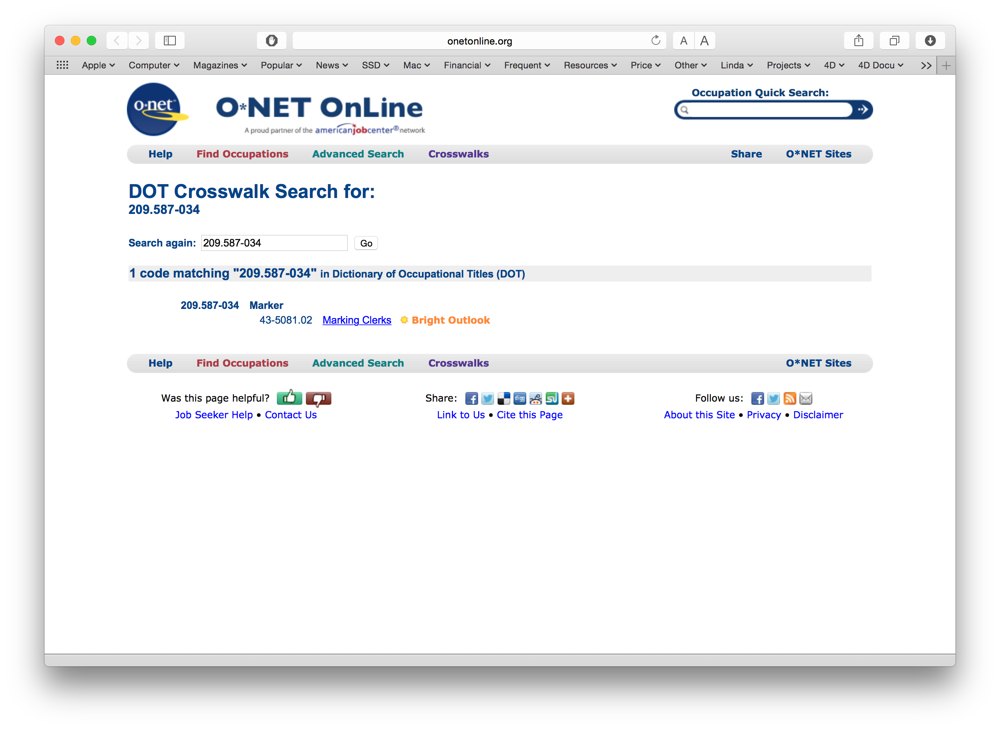 onetonline.org
A A
Apple Computer Magazines Popular News SSD Mac Financial Frequent Resources Price Other Linda Projects 4D 4D Docu >> +
o·net®
O*NET OnLine
A proud partner of the americanjobcenter® network
Occupation Quick Search:
Help Find Occupations Advanced Search Crosswalks Share O*NET Sites
DOT Crosswalk Search for:
209.587-034
Search again: 209.587-034 Go
1 code matching "209.587-034" in Dictionary of Occupational Titles (DOT)
209.587-034 Marker
43-5081.02 Marking Clerks Bright Outlook
Help Find Occupations Advanced Search Crosswalks O*NET Sites
Was this page helpful? Share: f digg SU + Follow us: f
Job Seeker Help • Contact Us Link to Us • Cite this Page About this Site • Privacy • Disclaimer